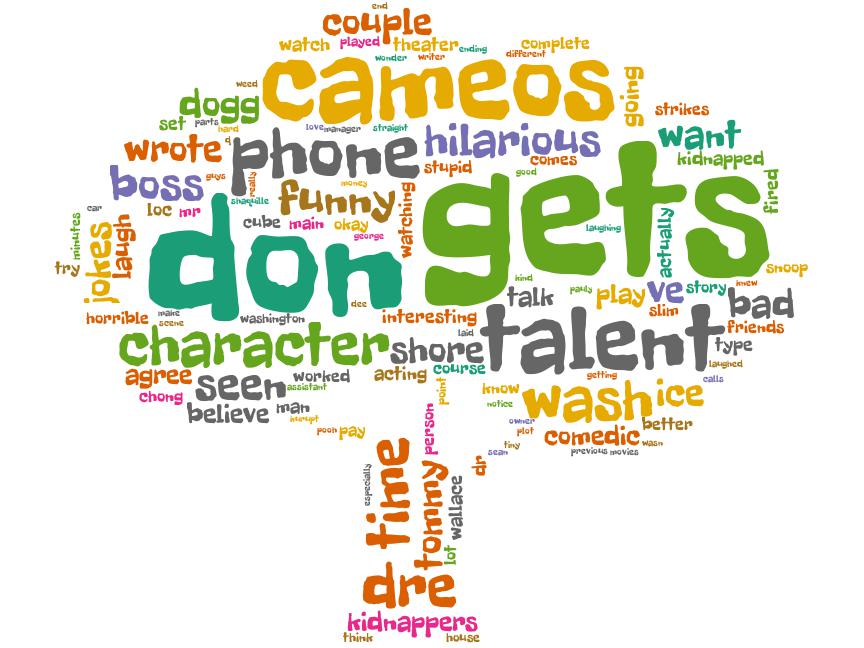 end
couple
watch played theater ending complete
wonder writer different
weed cameos going
dogg
set parts strikes
hard love manager straight want
wrote d phone hilarious
guys stupid comes kidnapped
boss really money good
shaquille funny watching gets fired
car loc mr
minutes jokes laugh cube main okay
george laughing actually
try don snoop
kind pauly play ve story knew
dee talk slim bad
horrible make scene washington interesting friends
character laid talent
shore type
agree worked acting course laughed
seen assistant getting calls
chong know wash ice
believe man point notice
kurupt owner better
pooh pay person plot comedic wasn
tiny
sean previous movies
dr
especially time tommy wallace
lot
dre
kidnappers
think house